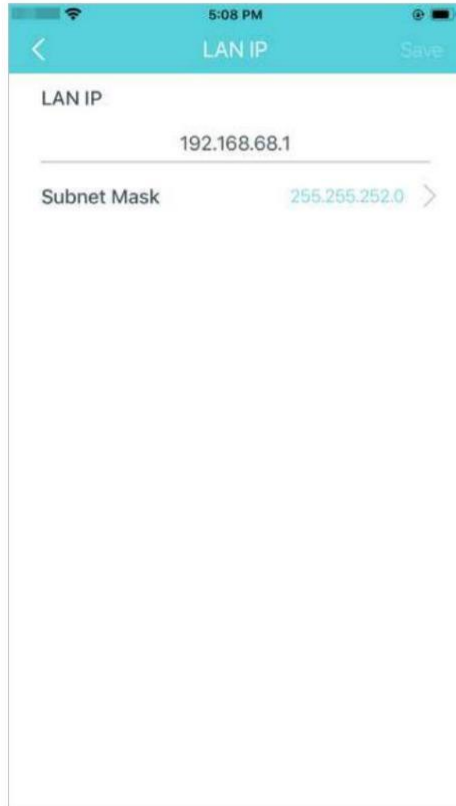 5:08 PM
LAN IP
Save
LAN IP
192.168.68.1
Subnet Mask 255.255.252.0